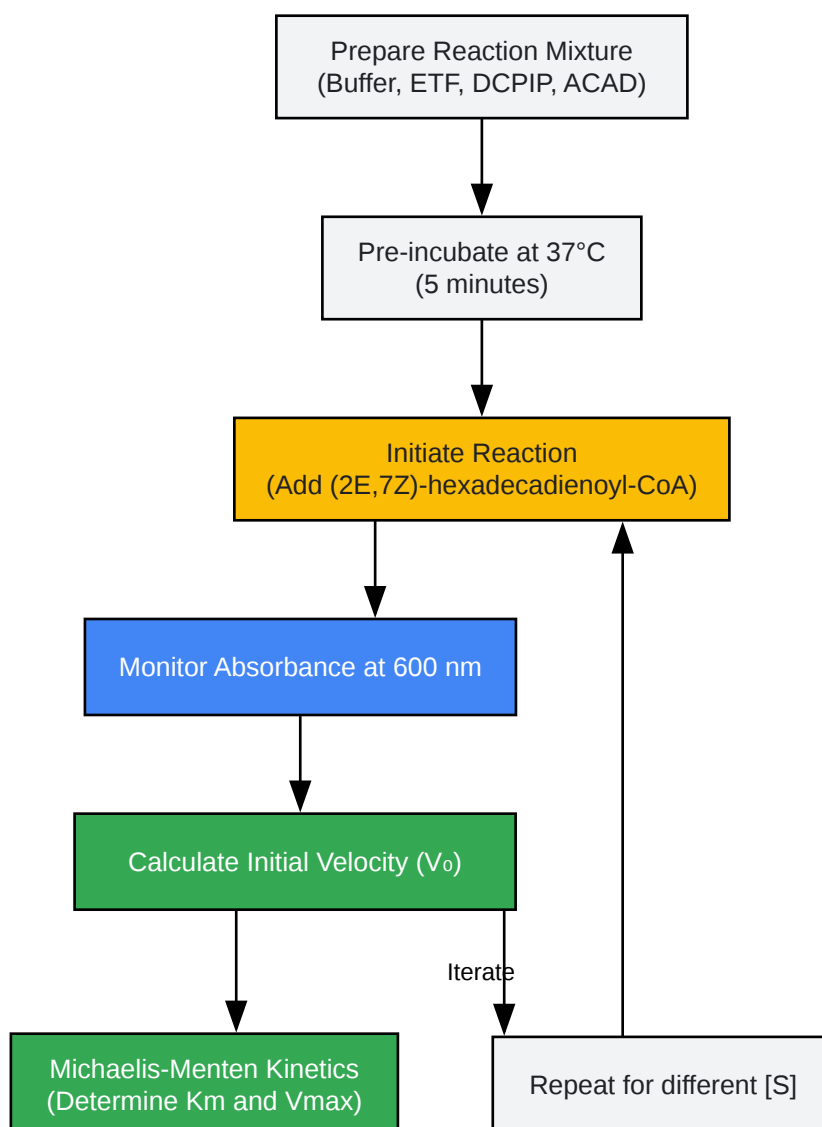 Prepare Reaction Mixture
(Buffer, ETF, DCPIP, ACAD)
Pre-incubate at 37°C
(5 minutes)
Initiate Reaction
(Add (2E,7Z)-hexadecadienoyl-CoA)
Monitor Absorbance at 600 nm
Calculate Initial Velocity (V₀)
Iterate
Michaelis-Menten Kinetics
(Determine Km and Vmax)
Repeat for different [S]